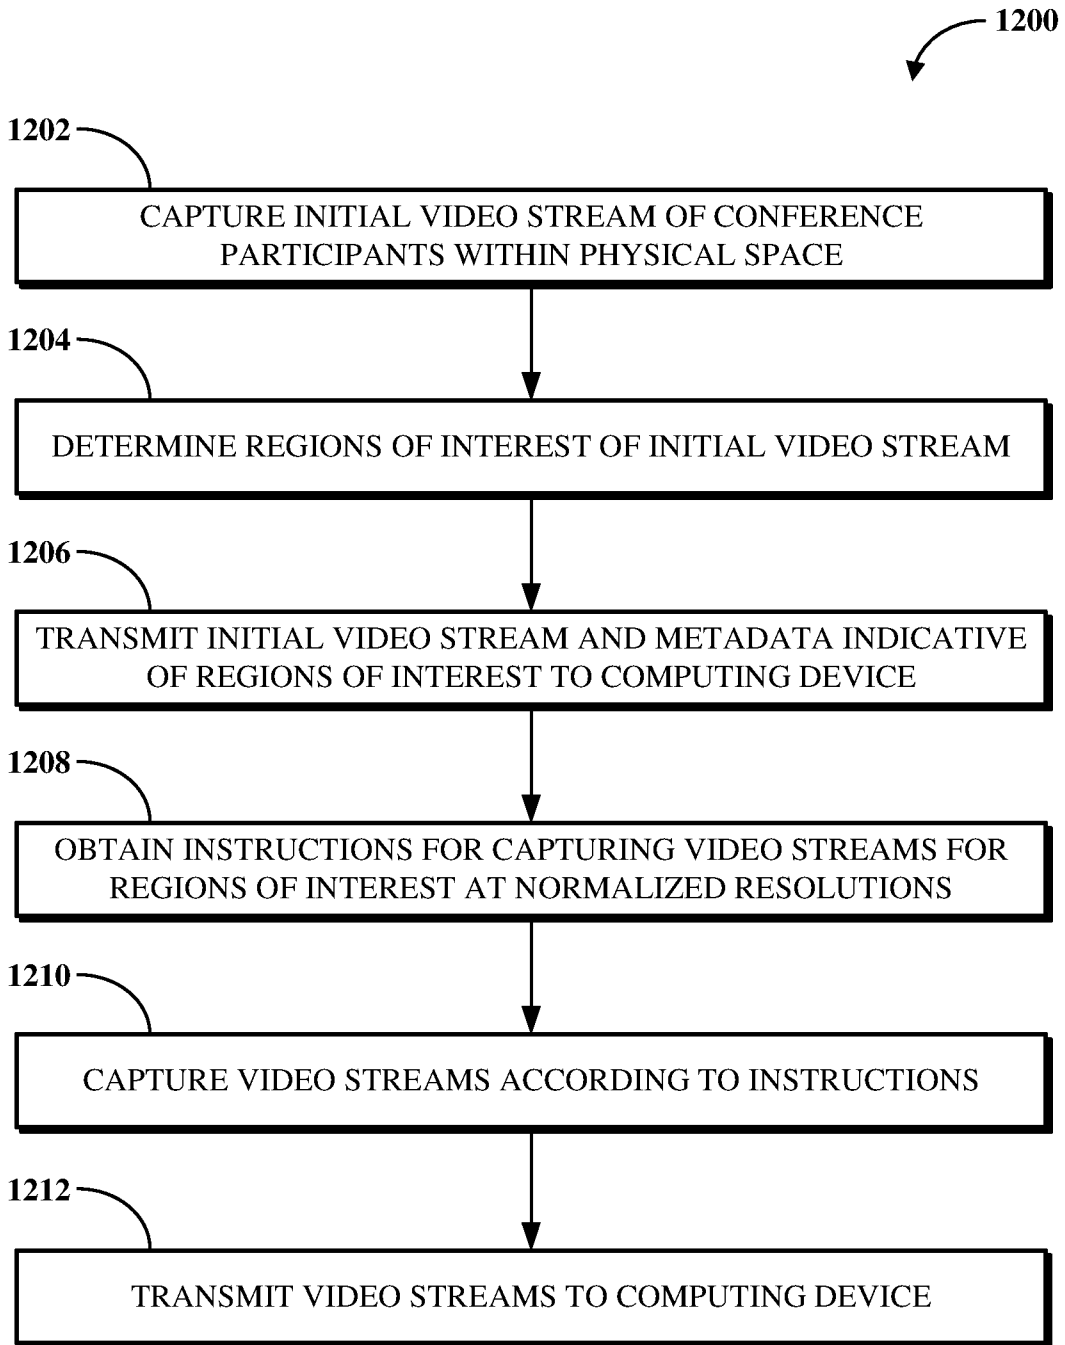 1200
1202
CAPTURE INITIAL VIDEO STREAM OF CONFERENCE
PARTICIPANTS WITHIN PHYSICAL SPACE
1204
DETERMINE REGIONS OF INTEREST OF INITIAL VIDEO STREAM
1206
TRANSMIT INITIAL VIDEO STREAM AND METADATA INDICATIVE
OF REGIONS OF INTEREST TO COMPUTING DEVICE
1208
OBTAIN INSTRUCTIONS FOR CAPTURING VIDEO STREAMS FOR
REGIONS OF INTEREST AT NORMALIZED RESOLUTIONS
1210
CAPTURE VIDEO STREAMS ACCORDING TO INSTRUCTIONS
1212
TRANSMIT VIDEO STREAMS TO COMPUTING DEVICE